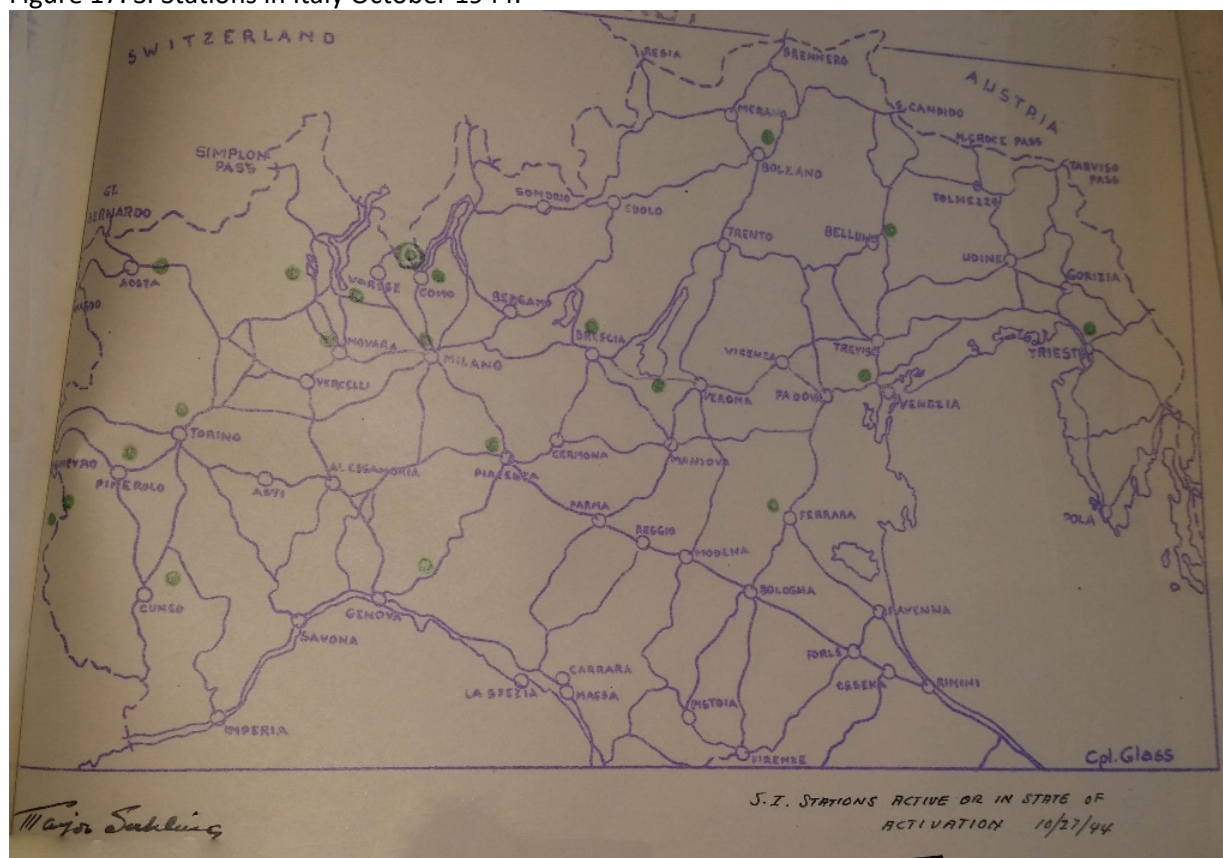 Figure 17: SI Stations in Italy October 1944.
SWITZERLAND
RESIA
BRENNERO
AUSTRIA
MERANO
S. CANDIDO
M. CROCE PASS
TARVISO
PASS
SIMPLON
PASS
BOLZANO
TOLMEZZO
SONDRIO
EDOLO
GT.
BERNARDO
TRENTO
BELLUNO
UDINE
GORIZIA
AOSTA
VARESE
COMO
BERGAMO
BRESCIA
NOVARA
MILANO
VICENZA
TREVISO
TRIESTE
VERCELLI
VERONA
PADOVA
VENEZIA
TORINO
PINEROLO
ASTI
ALESSANDRIA
PIACENZA
CERMONA
MANTOVA
PARMA
REGGIO
MODENA
FERRARA
POLA
BOLOGNA
CUNEO
GENOVA
SAVONA
RAVENNA
FORLI
CESENA
RIMINI
CARRARA
LA SPEZIA
MASSA
PISTOIA
IMPERIA
FIRENZE
Cpl. Glass
S.I. STATIONS ACTIVE OR IN STATE OF
ACTIVATION 10/27/44
Major